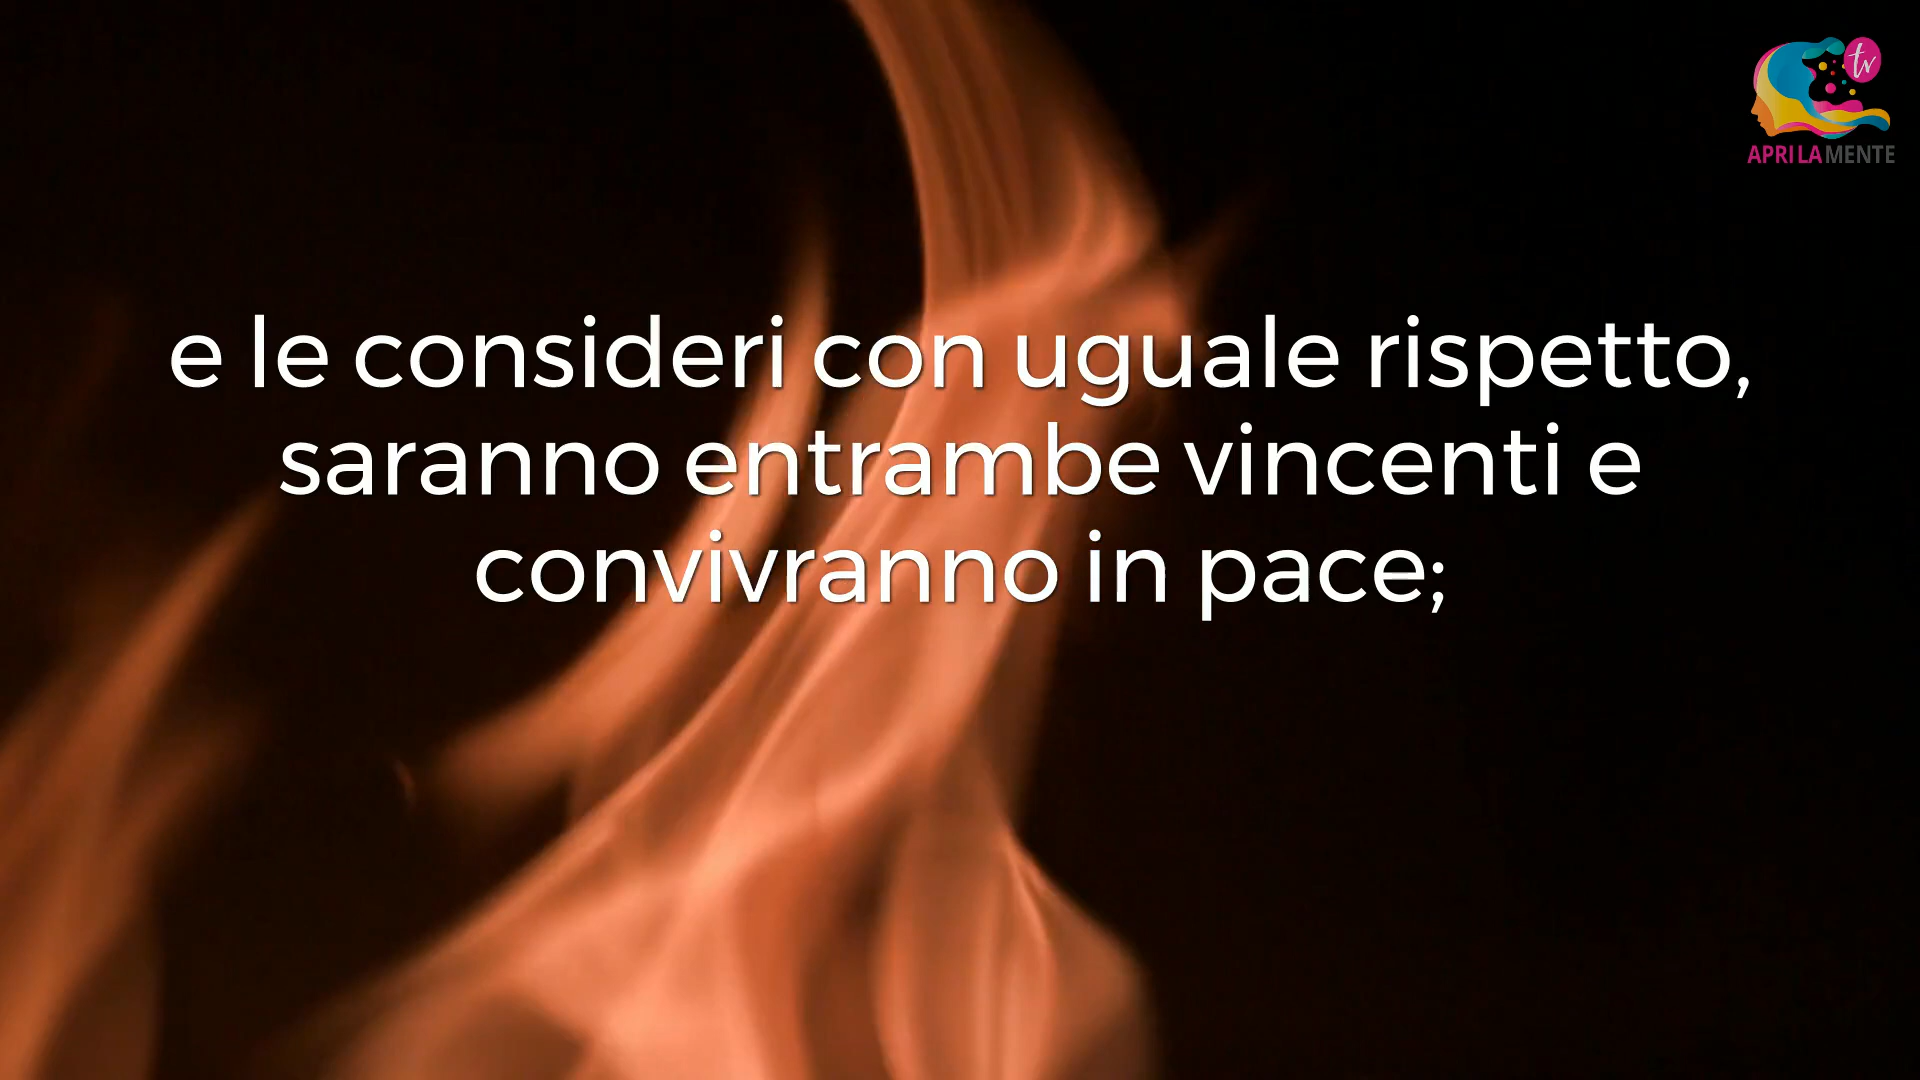 tv
APRILAMENTE
e le consideri con uguale rispetto,
saranno entrambe vincenti e
convivranno in pace;